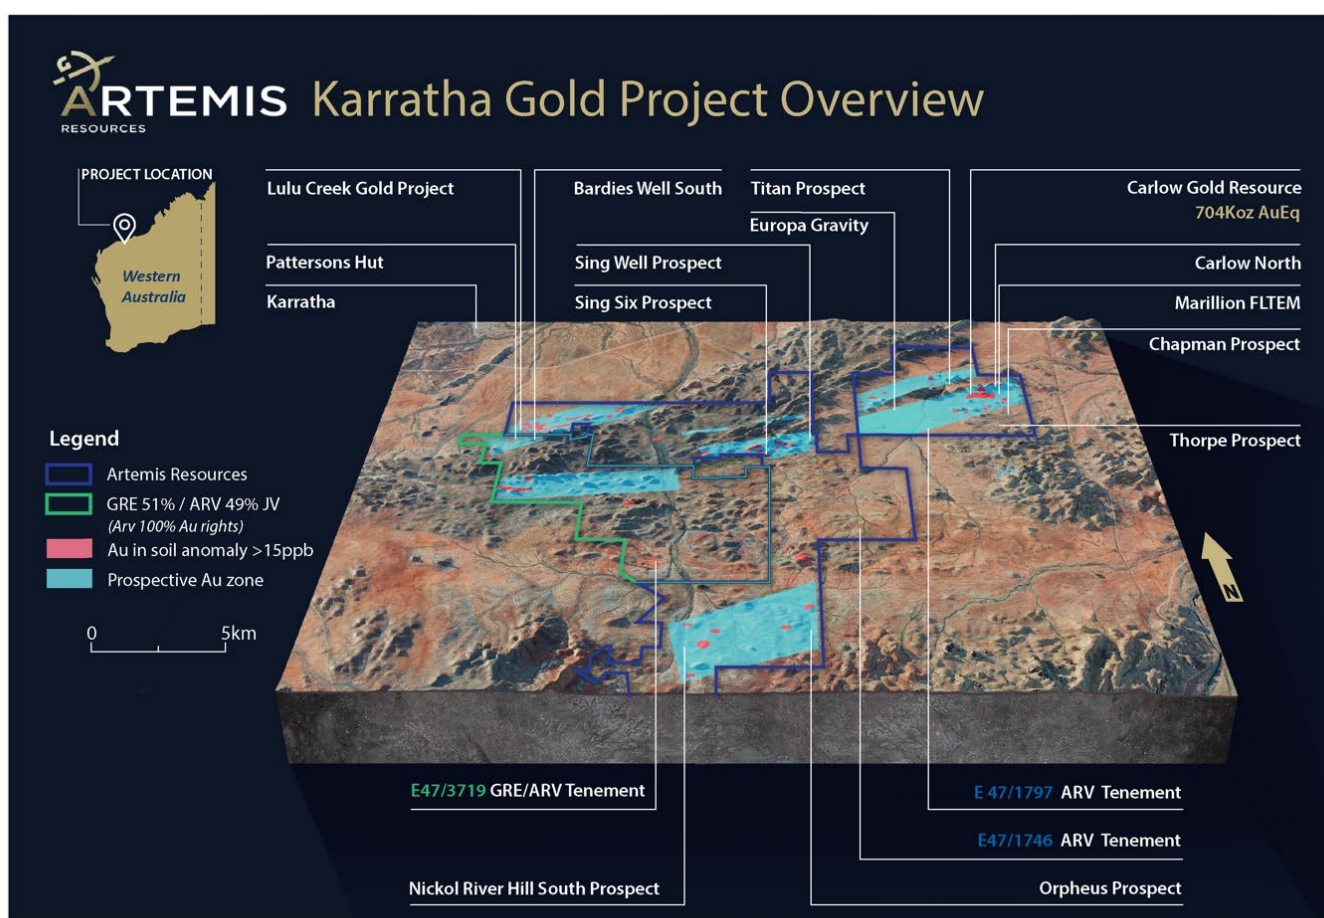 ARTEMIS
RESOURCES
Karratha Gold Project Overview
PROJECT LOCATION
Western
Australia
Lulu Creek Gold Project
Bardies Well South
Titan Prospect
Carlow Gold Resource
704Koz AuEq
Europa Gravity
Pattersons Hut
Sing Well Prospect
Carlow North
Karratha
Sing Six Prospect
Marillion FLTEM
Chapman Prospect
Thorpe Prospect
Legend
Artemis Resources
GRE 51% / ARV 49% JV
(Arv 100% Au rights)
Au in soil anomaly >15ppb
Prospective Au zone
0 5km
N
E47/3719 GRE/ARV Tenement
E 47/1797 ARV Tenement
E47/1746 ARV Tenement
Nickol River Hill South Prospect
Orpheus Prospect